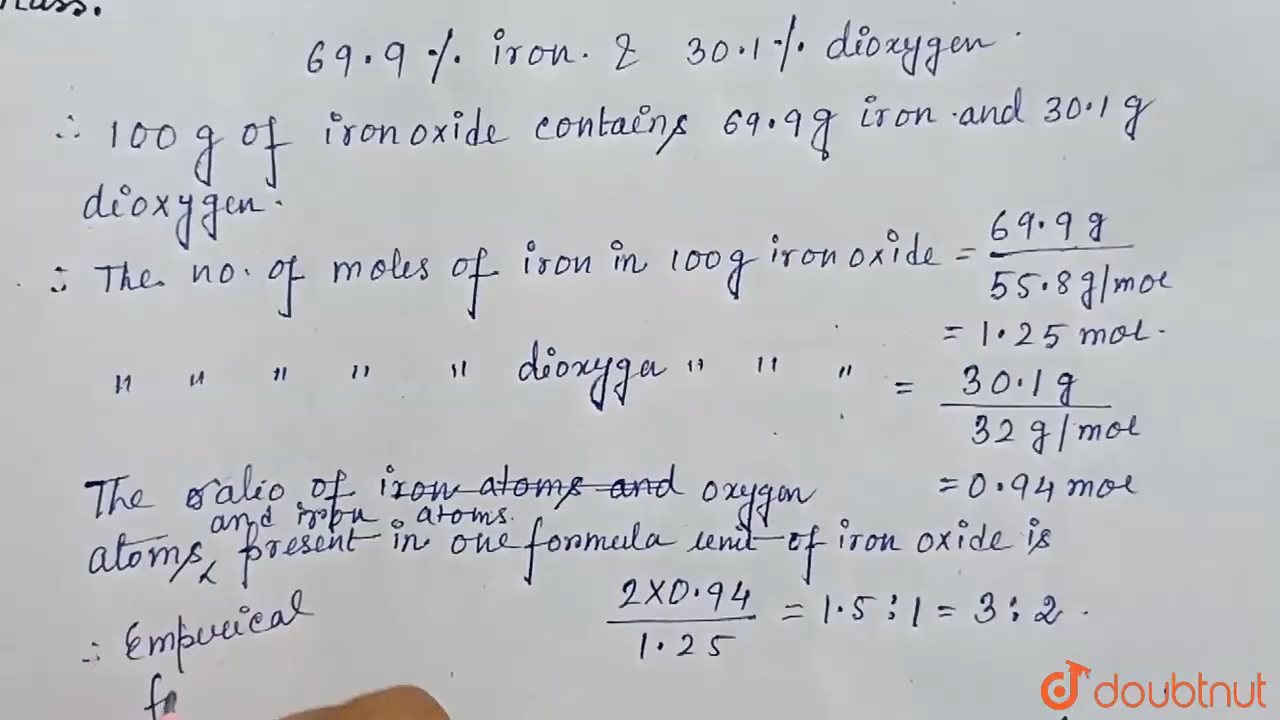 69.9 % iron. & 30.1 % dioxygen.
∴ 100 g of iron oxide contains 69.9g iron and 30.1 g
dioxygen.
∴ The no. of moles of iron in 100g iron oxide = 69.9 g / 55.8 g/mol
= 1.25 mol.
" " " " " dioxyga " " " = 30.1 g / 32 g/mol
= 0.94 mol
The ratio of iron atoms and oxygen
and iron atoms.
atoms, present in one formula unit of iron oxide is
2×0.94 / 1.25 = 1.5 : 1 = 3 : 2.
∴ Empirical
doubtnut